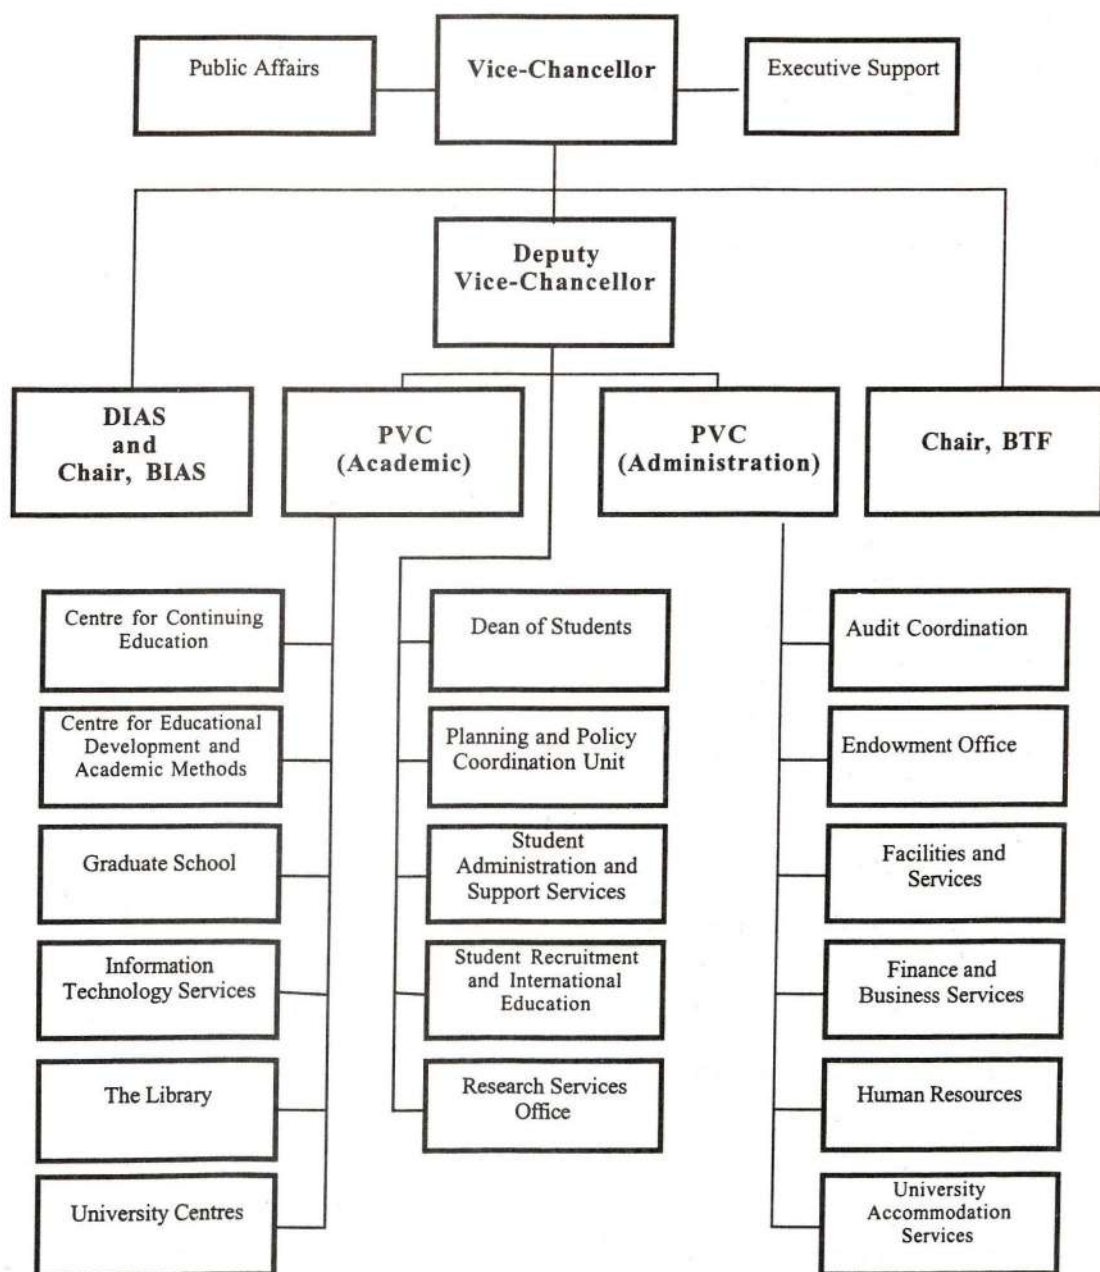 Public Affairs
Vice-Chancellor
Executive Support
Deputy
Vice-Chancellor
DIAS
and
Chair, BIAS
PVC
(Academic)
PVC
(Administration)
Chair, BTF
Centre for Continuing
Education
Centre for Educational
Development and
Academic Methods
Graduate School
Information
Technology Services
The Library
University Centres
Dean of Students
Planning and Policy
Coordination Unit
Student
Administration and
Support Services
Student Recruitment
and International
Education
Research Services
Office
Audit Coordination
Endowment Office
Facilities and
Services
Finance and
Business Services
Human Resources
University
Accommodation
Services